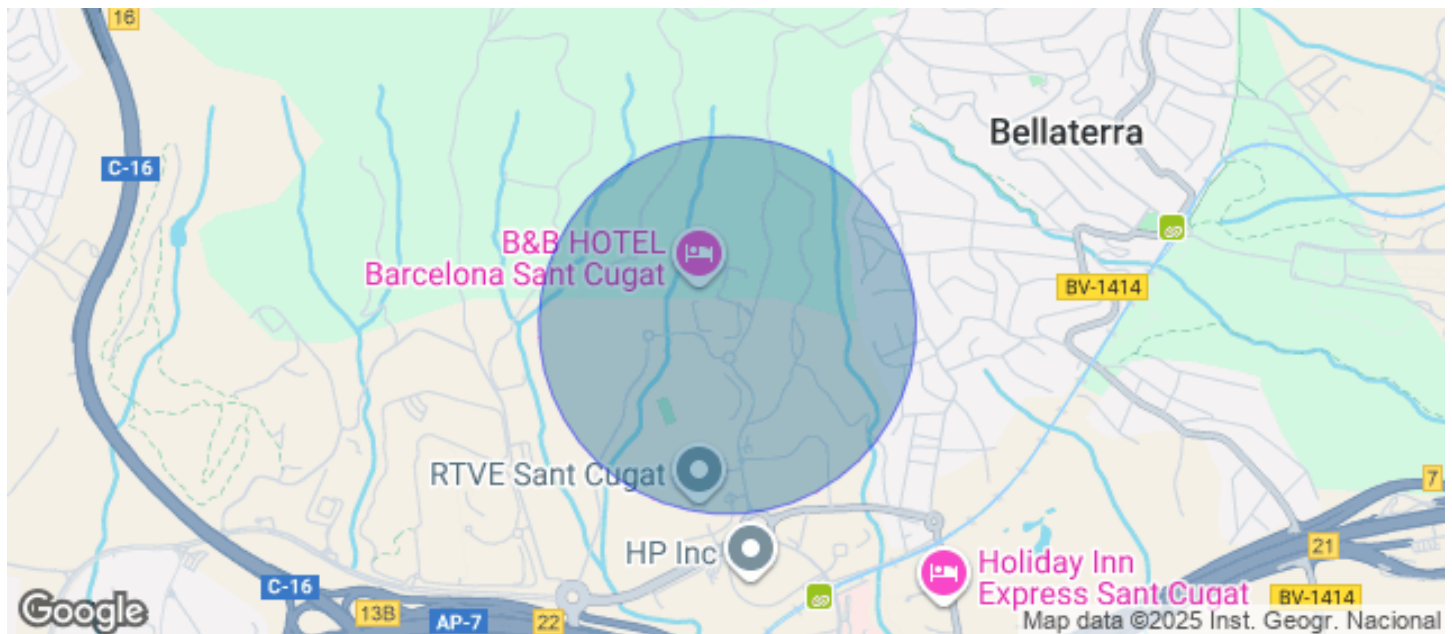 16
Bellaterra
C-16
B&B HOTEL
Barcelona Sant Cugat
BV-1414
RTVE Sant Cugat
7
HP Inc
21
Holiday Inn
Express Sant Cugat
C-16
BV-1414
13B
AP-7
22
Google
Map data ©2025 Inst. Geogr. Nacional